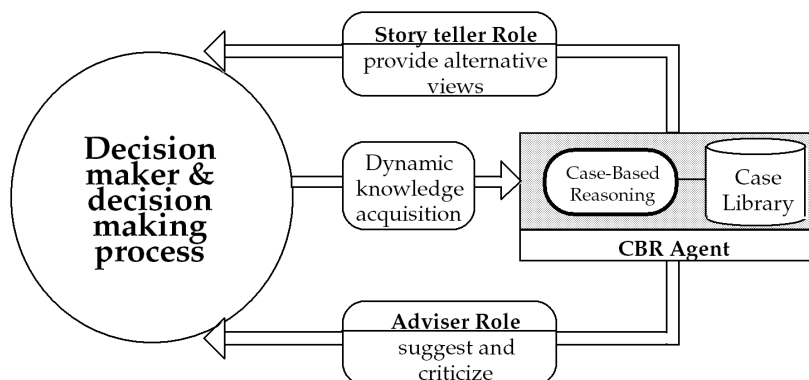 Story teller Role
provide alternative
views
Decision
maker &
decision
making
process
Dynamic
knowledge
acquisition
Case-Based
Reasoning
Case
Library
CBR Agent
Adviser Role
suggest and
criticize